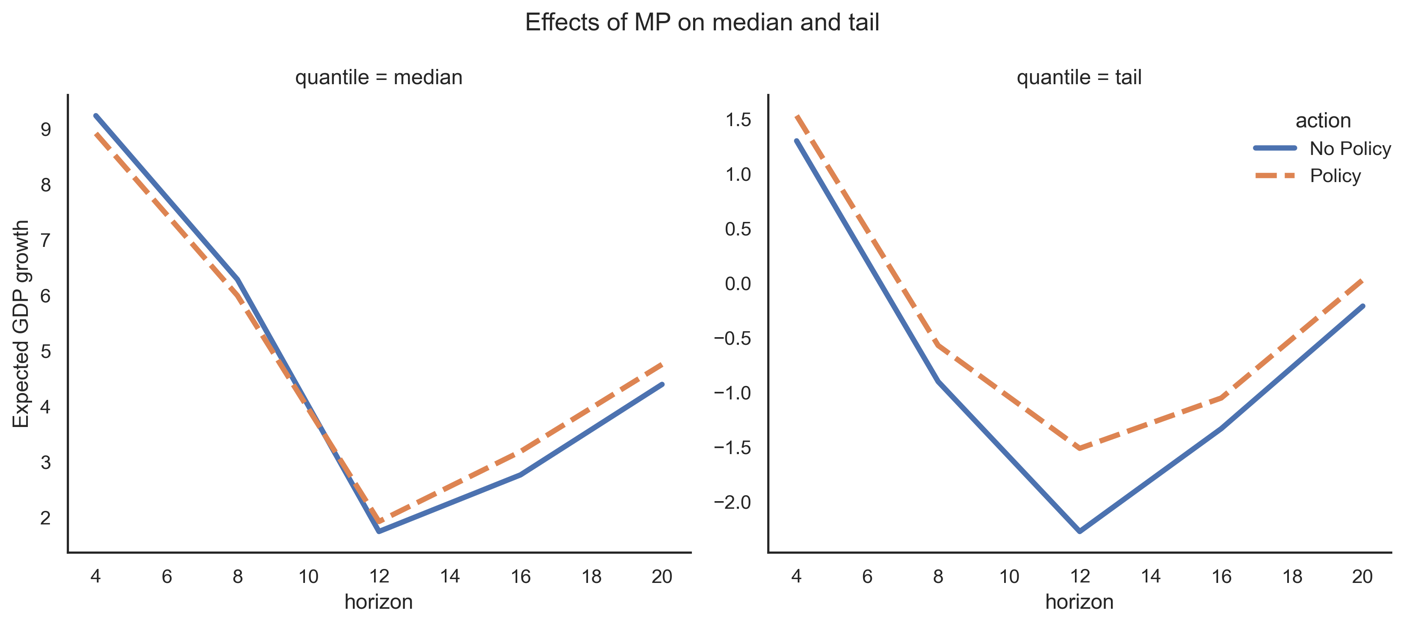 Effects of MP on median and tail
quantile = median
Expected GDP growth
9
8
7
6
5
4
3
2
4 6 8 10 12 14 16 18 20
horizon
quantile = tail
1.5
1.0
0.5
0.0
−0.5
−1.0
−1.5
−2.0
4 6 8 10 12 14 16 18 20
horizon
action
No Policy
Policy